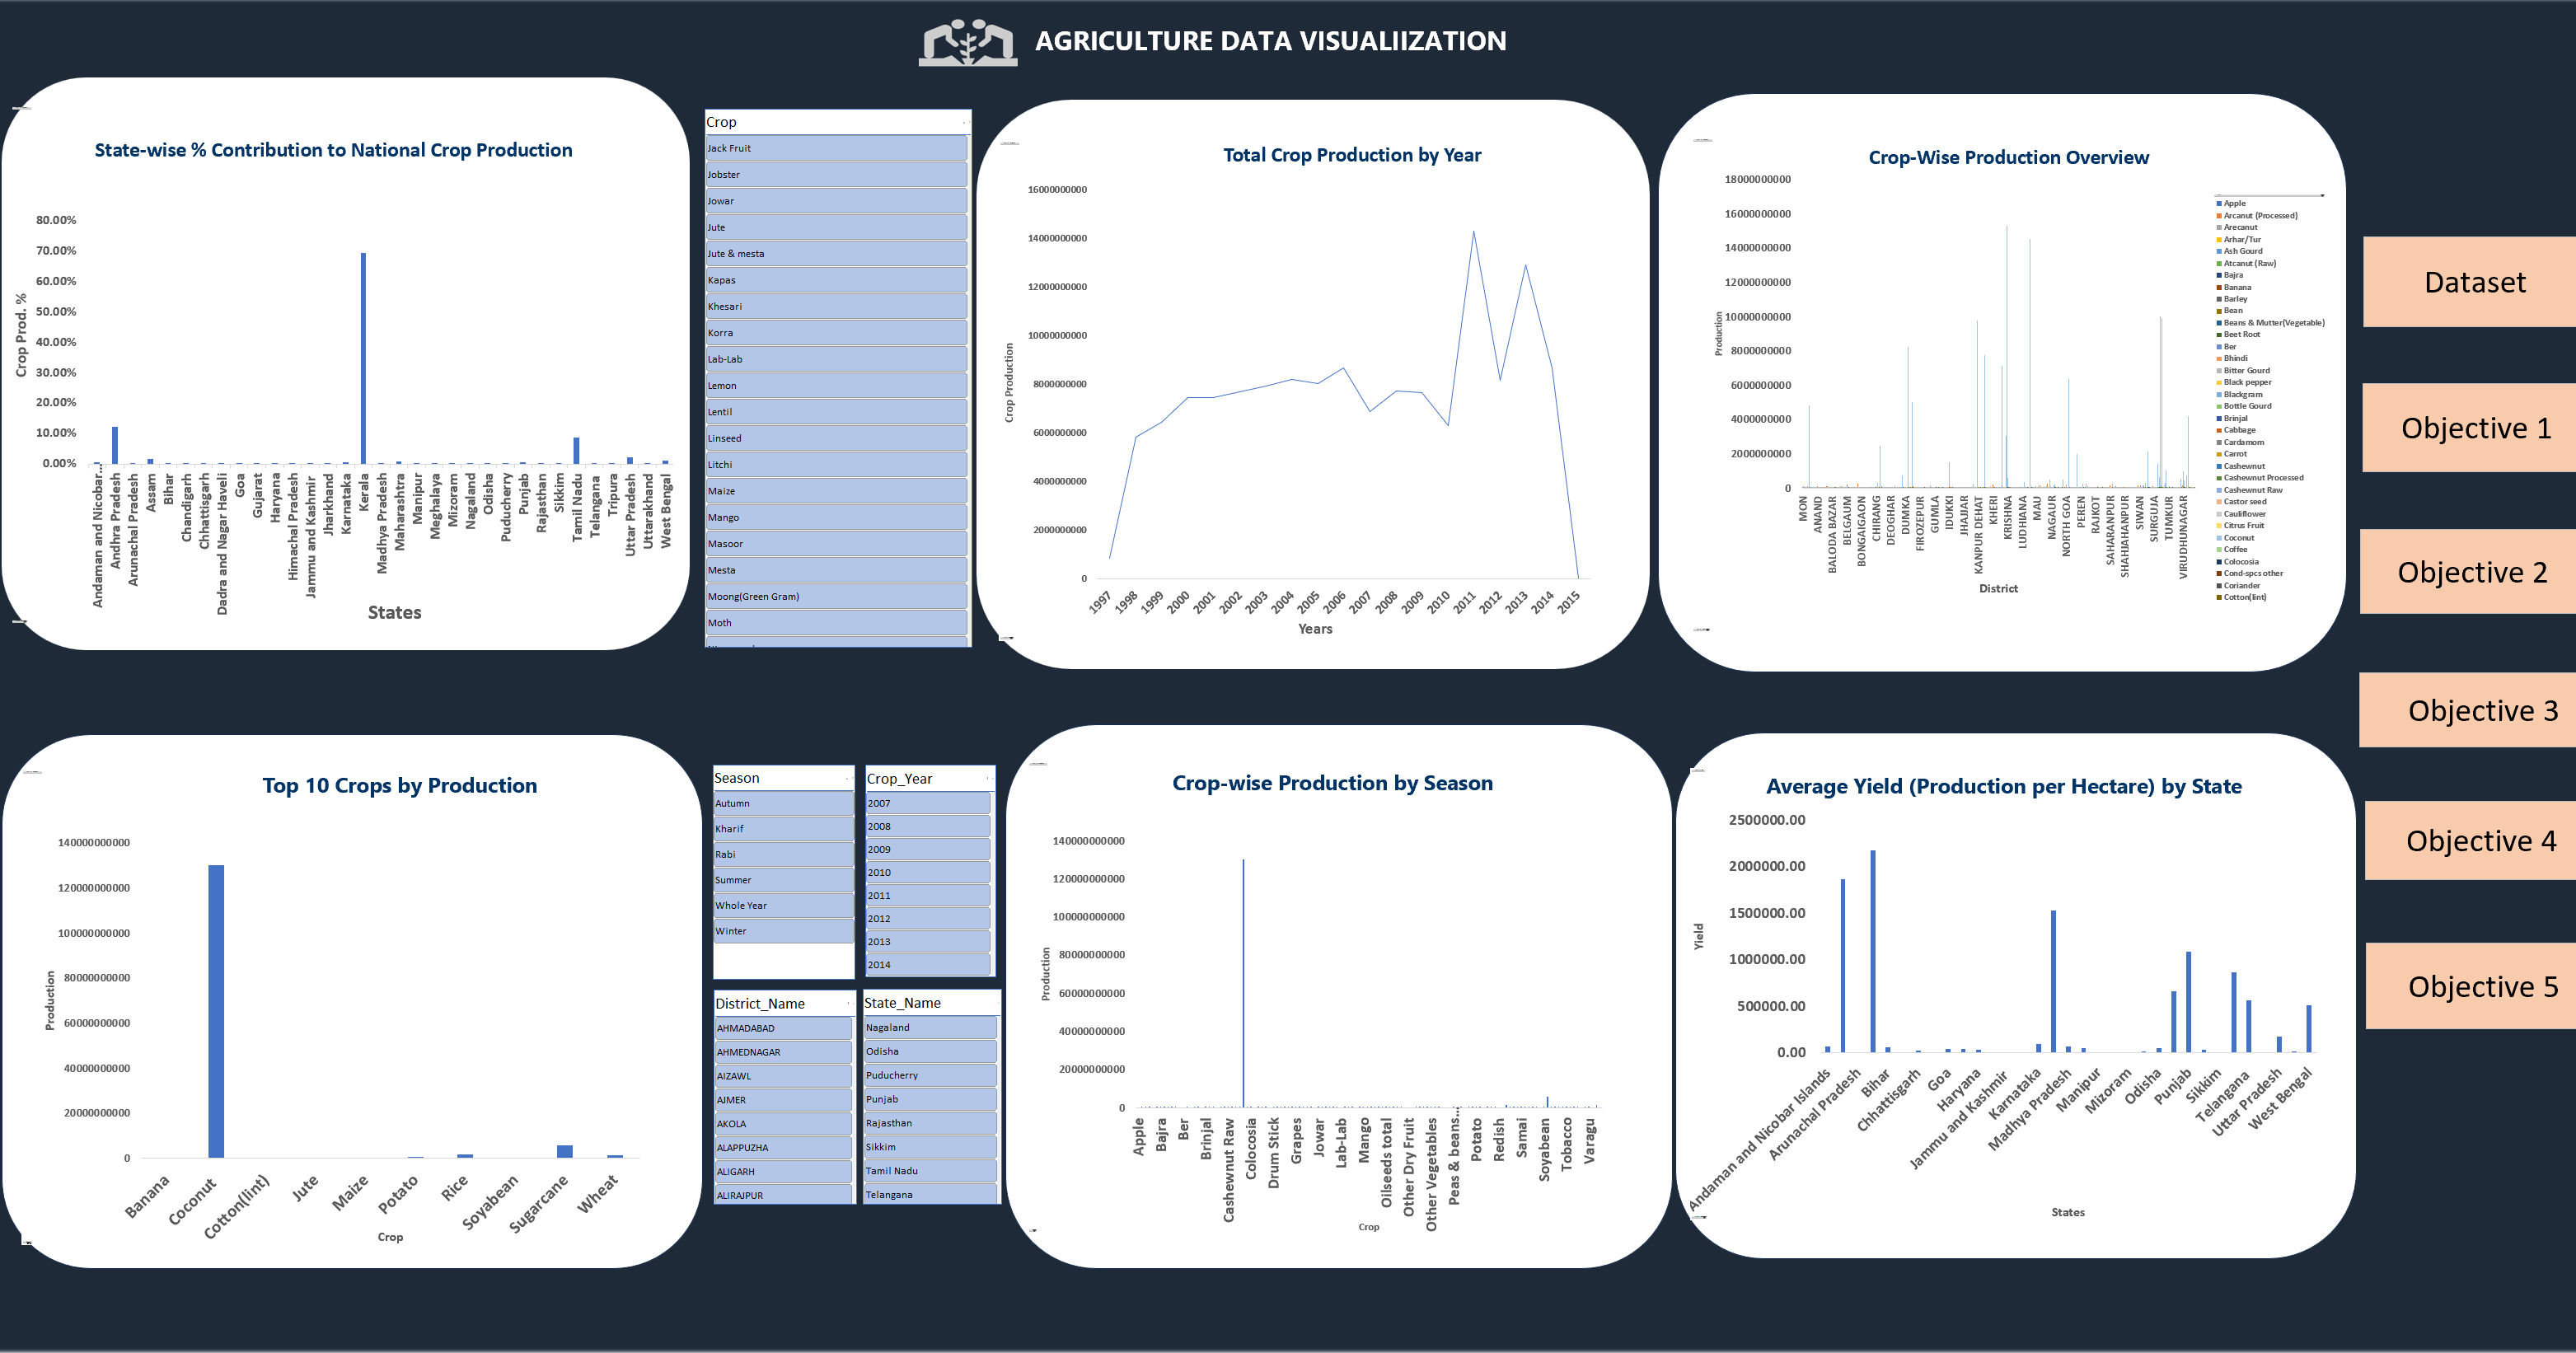 AGRICULTURE DATA VISUALIIZATION
State-wise % Contribution to National Crop Production
80.00%
70.00%
60.00%
50.00%
40.00%
30.00%
20.00%
10.00%
0.00%
Crop Prod. %
Andaman and Nicobar...
Andhra Pradesh
Arunachal Pradesh
Assam
Bihar
Chandigarh
Chhattisgarh
Dadra and Nagar Haveli
Goa
Gujarat
Haryana
Himachal Pradesh
Jammu and Kashmir
Jharkhand
Karnataka
Kerala
Madhya Pradesh
Maharashtra
Manipur
Meghalaya
Mizoram
Nagaland
Odisha
Puducherry
Punjab
Rajasthan
Sikkim
Tamil Nadu
Telangana
Tripura
Uttar Pradesh
Uttarakhand
West Bengal
States
Crop
Jack Fruit
Jobster
Jowar
Jute
Jute & mesta
Kapas
Khesari
Korra
Lab-Lab
Lemon
Lentil
Linseed
Litchi
Maize
Mango
Masoor
Mesta
Moong(Green Gram)
Moth
Total Crop Production by Year
16000000000
14000000000
12000000000
10000000000
8000000000
6000000000
4000000000
2000000000
0
Crop Production
1997
1998
1999
2000
2001
2002
2003
2004
2005
2006
2007
2008
2009
2010
2011
2012
2013
2014
2015
Years
Crop-Wise Production Overview
18000000000
16000000000
14000000000
12000000000
10000000000
8000000000
6000000000
4000000000
2000000000
0
Production
MON
ANAND
BALODA BAZAR
BELGAUM
BONGAIGAON
CHIRANG
DEOGHAR
DUMKA
FIROZEPUR
GUMLA
IDUKKI
JHAJJAR
KANPUR DEHAT
KHERI
KRISHNA
LUDHIANA
MAU
NAGAUR
NORTH GOA
PEREN
RAJKOT
SAHARANPUR
SHAHJAHANPUR
SIWAN
SURGUJA
TUMKUR
VIRUDHUNAGAR
District
Apple
Arcanut (Processed)
Arecanut
Arhar/Tur
Ash Gourd
Atcanut (Raw)
Bajra
Banana
Barley
Bean
Beans & Mutter(Vegetable)
Beet Root
Ber
Bhindi
Bitter Gourd
Black pepper
Blackgram
Bottle Gourd
Brinjal
Cabbage
Cardamom
Carrot
Cashewnut
Cashewnut Processed
Cashewnut Raw
Castor seed
Cauliflower
Citrus Fruit
Coconut
Coffee
Colocosia
Cond-spcs other
Coriander
Cotton(lint)
Dataset
Objective 1
Objective 2
Objective 3
Objective 4
Objective 5
Top 10 Crops by Production
140000000000
120000000000
100000000000
80000000000
60000000000
40000000000
20000000000
0
Production
Banana
Coconut
Cotton(lint)
Jute
Maize
Potato
Rice
Soyabean
Sugarcane
Wheat
Crop
Season
Autumn
Kharif
Rabi
Summer
Whole Year
Winter
Crop_Year
2007
2008
2009
2010
2011
2012
2013
2014
District_Name
AHMADABAD
AHMEDNAGAR
AIZAWL
AJMER
AKOLA
ALAPPUZHA
ALIGARH
ALIRAJPUR
State_Name
Nagaland
Odisha
Puducherry
Punjab
Rajasthan
Sikkim
Tamil Nadu
Telangana
Crop-wise Production by Season
140000000000
120000000000
100000000000
80000000000
60000000000
40000000000
20000000000
0
Production
Apple
Bajra
Ber
Brinjal
Cashewnut Raw
Colocosia
Drum Stick
Grapes
Jowar
Lab-Lab
Mango
Oilseeds total
Other Dry Fruit
Other Vegetables
Peas & beans...
Potato
Redish
Samai
Soyabean
Tobacco
Varagu
Crop
Average Yield (Production per Hectare) by State
2500000.00
2000000.00
1500000.00
1000000.00
500000.00
0.00
Yield
Andaman and Nicobar Islands
Arunachal Pradesh
Bihar
Chhattisgarh
Goa
Haryana
Jammu and Kashmir
Karnataka
Madhya Pradesh
Manipur
Mizoram
Odisha
Punjab
Sikkim
Telangana
Uttar Pradesh
West Bengal
States